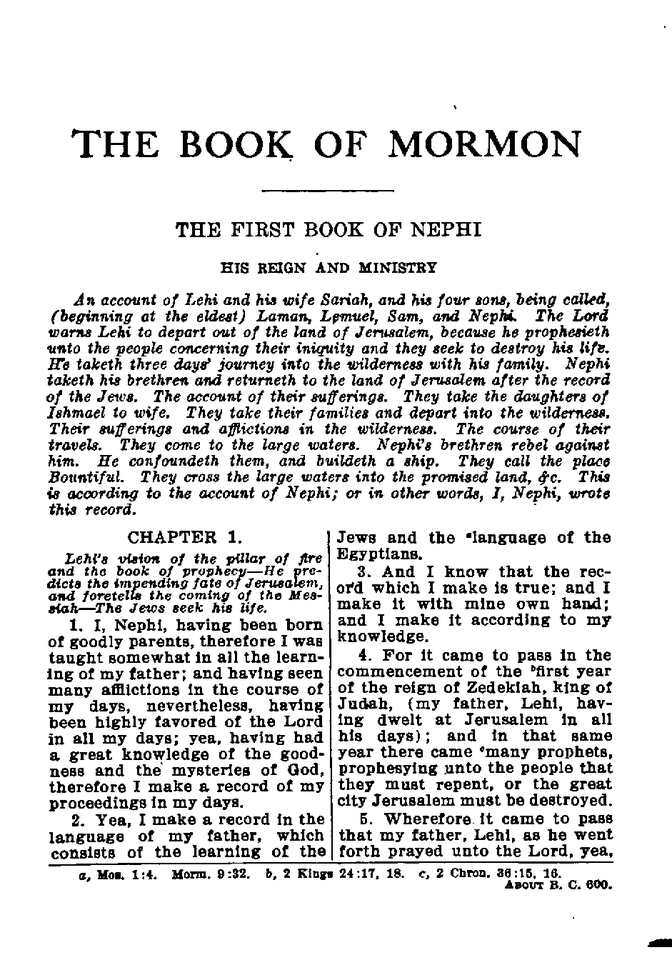 THE BOOK OF MORMON
THE FIRST BOOK OF NEPHI
HIS REIGN AND MINISTRY
An account of Lehi and his wife Sariah, and his four sons, being called,
(beginning at the eldest) Laman, Lemuel, Sam, and Nephi. The Lord
warns Lehi to depart out of the land of Jerusalem, because he prophesieth
unto the people concerning their iniquity and they seek to destroy his life.
He taketh three days' journey into the wilderness with his family. Nephi
taketh his brethren and returneth to the land of Jerusalem after the record
of the Jews. The account of their sufferings. They take the daughters of
Ishmael to wife. They take their families and depart into the wilderness.
Their sufferings and afflictions in the wilderness. The course of their
travels. They come to the large waters. Nephi's brethren rebel against
him. He confoundeth them, and buildeth a ship. They call the place
Bountiful. They cross the large waters into the promised land, &c. This
is according to the account of Nephi; or in other words, I, Nephi, wrote
this record.
CHAPTER 1.
Lehi's vision of the pillar of fire
and the book of prophecy—He pre-
dicts the impending fate of Jerusalem,
and foretells the coming of the Mes-
siah—The Jews seek his life.
1. I, Nephi, having been born
of goodly parents, therefore I was
taught somewhat in all the learn-
ing of my father; and having seen
many afflictions in the course of
my days, nevertheless, having
been highly favored of the Lord
in all my days; yea, having had
a great knowledge of the good-
ness and the mysteries of God,
therefore I make a record of my
proceedings in my days.
2. Yea, I make a record in the
language of my father, which
consists of the learning of the
Jews and the ᵃlanguage of the
Egyptians.
3. And I know that the rec-
ord which I make is true; and I
make it with mine own hand;
and I make it according to my
knowledge.
4. For it came to pass in the
commencement of the ᵇfirst year
of the reign of Zedekiah, king of
Judah, (my father, Lehi, hav-
ing dwelt at Jerusalem in all
his days); and in that same
year there came ᶜmany prophets,
prophesying unto the people that
they must repent, or the great
city Jerusalem must be destroyed.
5. Wherefore it came to pass
that my father, Lehi, as he went
forth prayed unto the Lord, yea,
a, Mos. 1:4. Morm. 9:32. b, 2 Kings 24:17, 18. c, 2 Chron. 36:15, 16.
ABOUT B. C. 600.